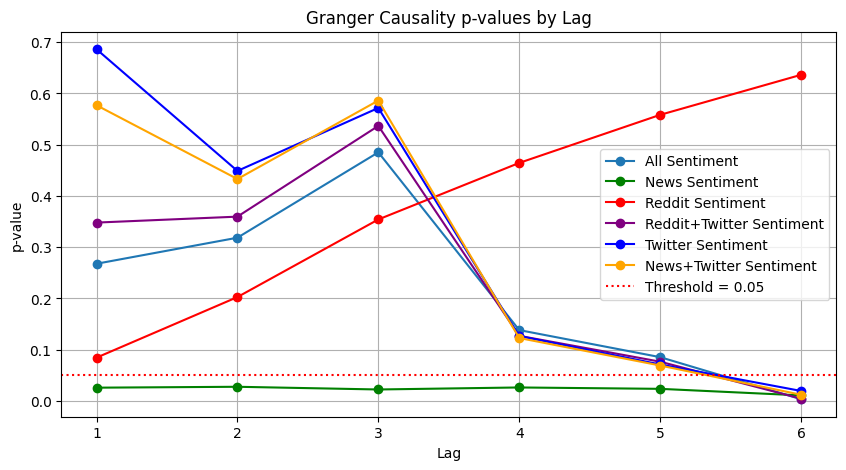 Granger Causality p-values by Lag
p-value
0.7
0.6
0.5
0.4
0.3
0.2
0.1
0.0
All Sentiment
News Sentiment
Reddit Sentiment
Reddit+Twitter Sentiment
Twitter Sentiment
News+Twitter Sentiment
Threshold = 0.05
1 2 3 4 5 6
Lag